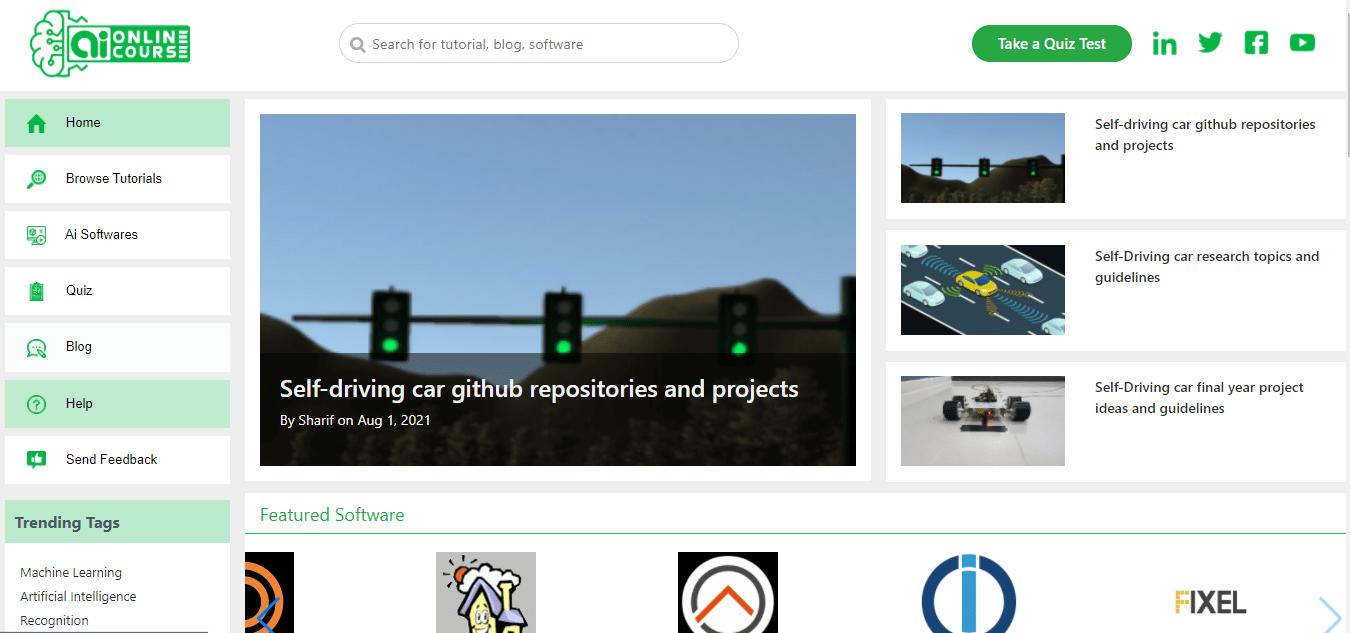 ai ONLINE
COURSE
Search for tutorial, blog, software
Take a Quiz Test
Home
Browse Tutorials
Ai Softwares
Quiz
Blog
Help
Send Feedback
Trending Tags
Machine Learning
Artificial Intelligence
Recognition
Self-driving car github repositories and projects
By Sharif on Aug 1, 2021
Self-driving car github repositories
and projects
Self-Driving car research topics and
guidelines
Self-Driving car final year project
ideas and guidelines
Featured Software
FIXEL